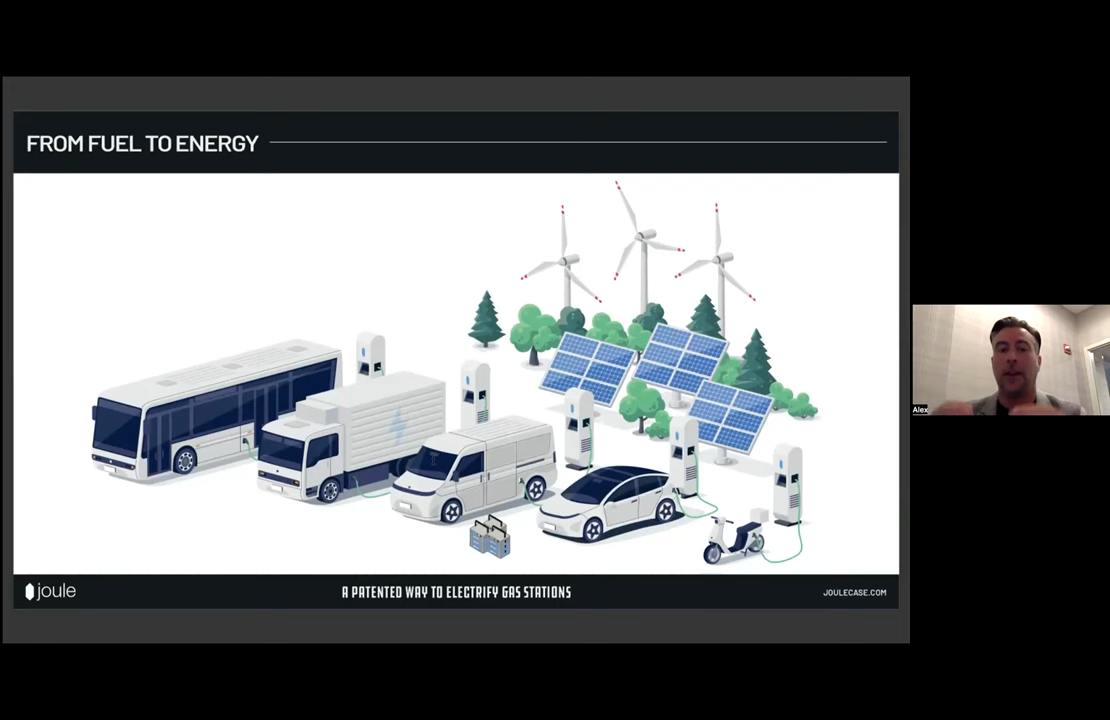 FROM FUEL TO ENERGY
Alex
joule
A PATENTED WAY TO ELECTRIFY GAS STATIONS
JOULECASE.COM